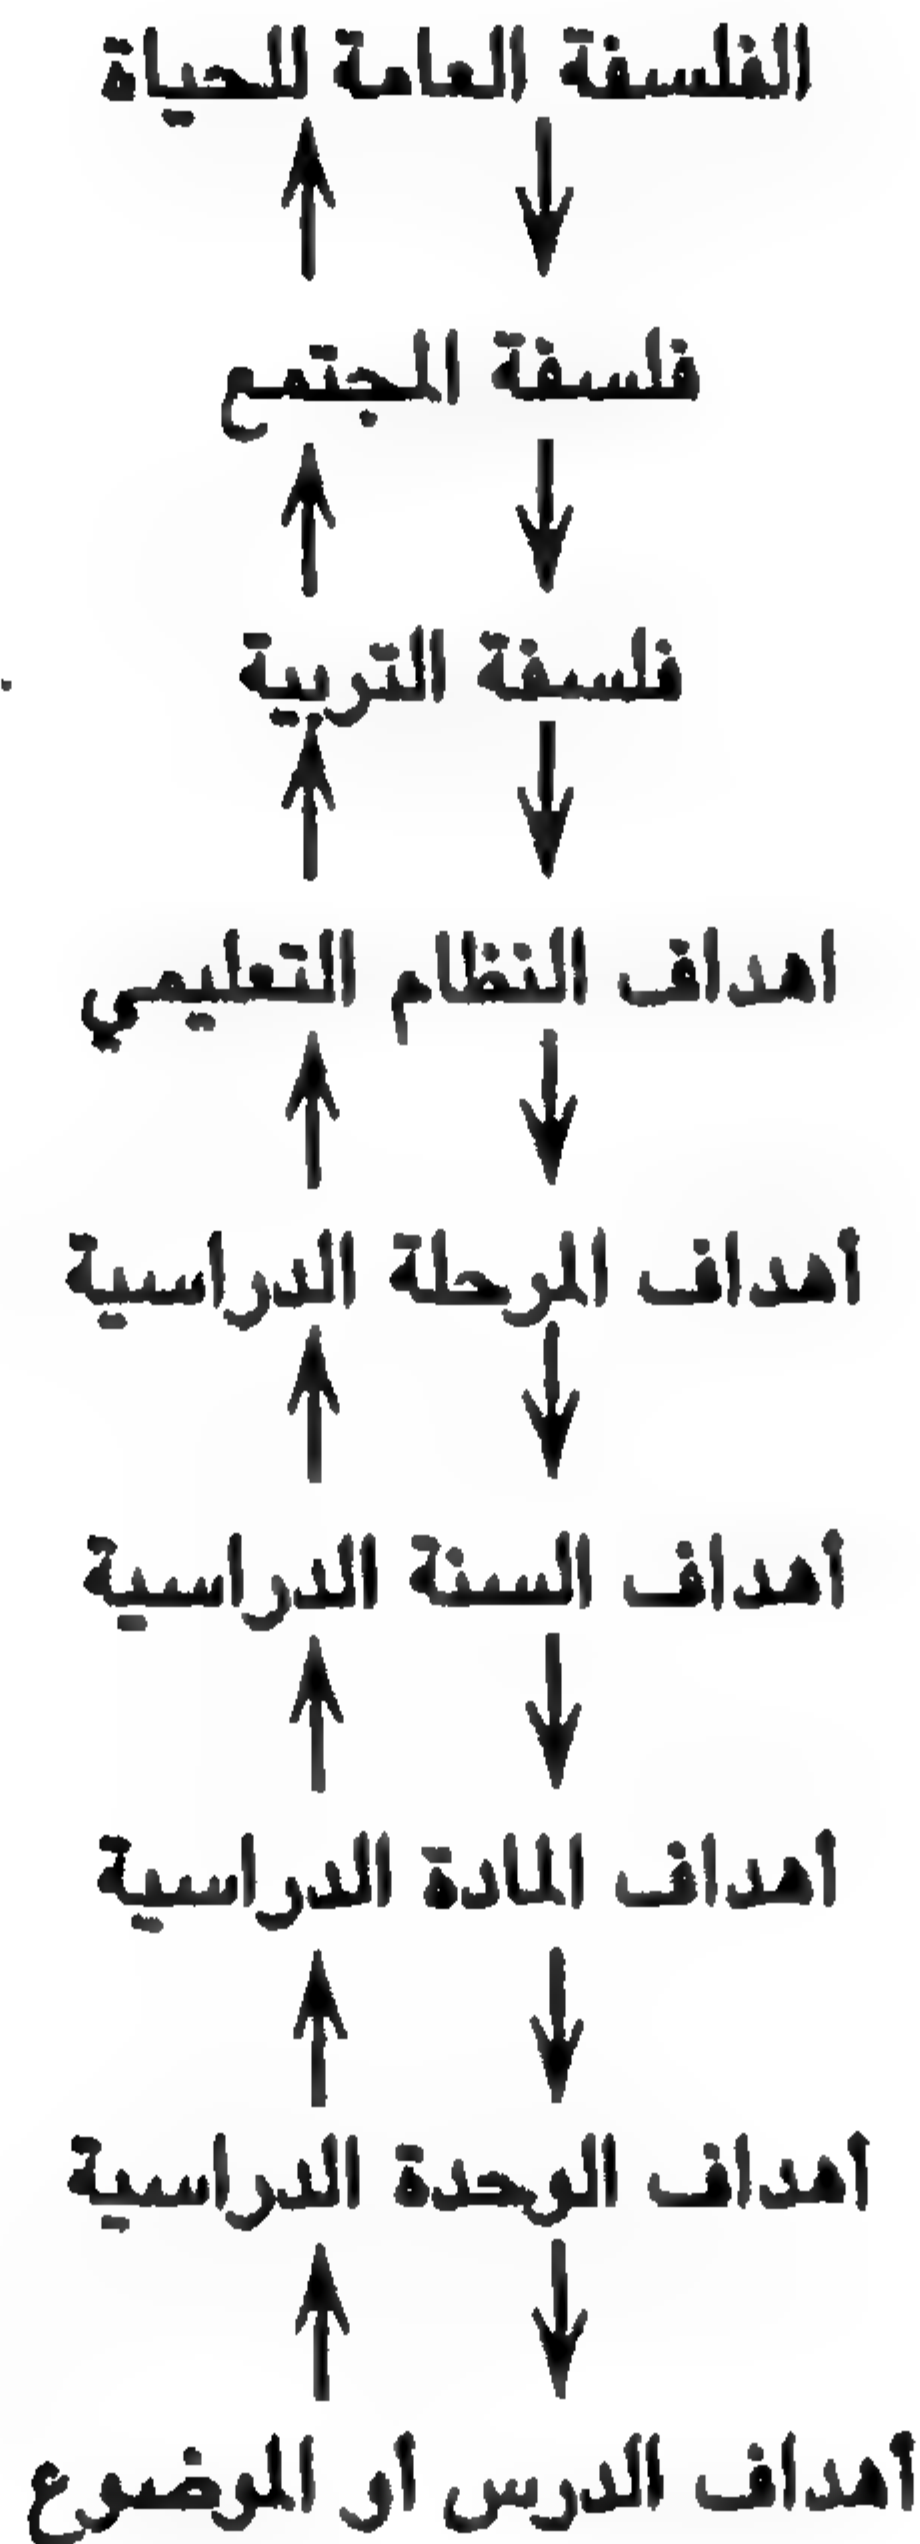 الفلسفة العامة للحياة
فلسفة المجتمع
فلسفة التربية
اهداف النظام التعليمي
أهداف المرحلة الدراسية
أهداف السنة الدراسية
أهداف المادة الدراسية
أهداف الوحدة الدراسية
أهداف الدرس أو الموضوع